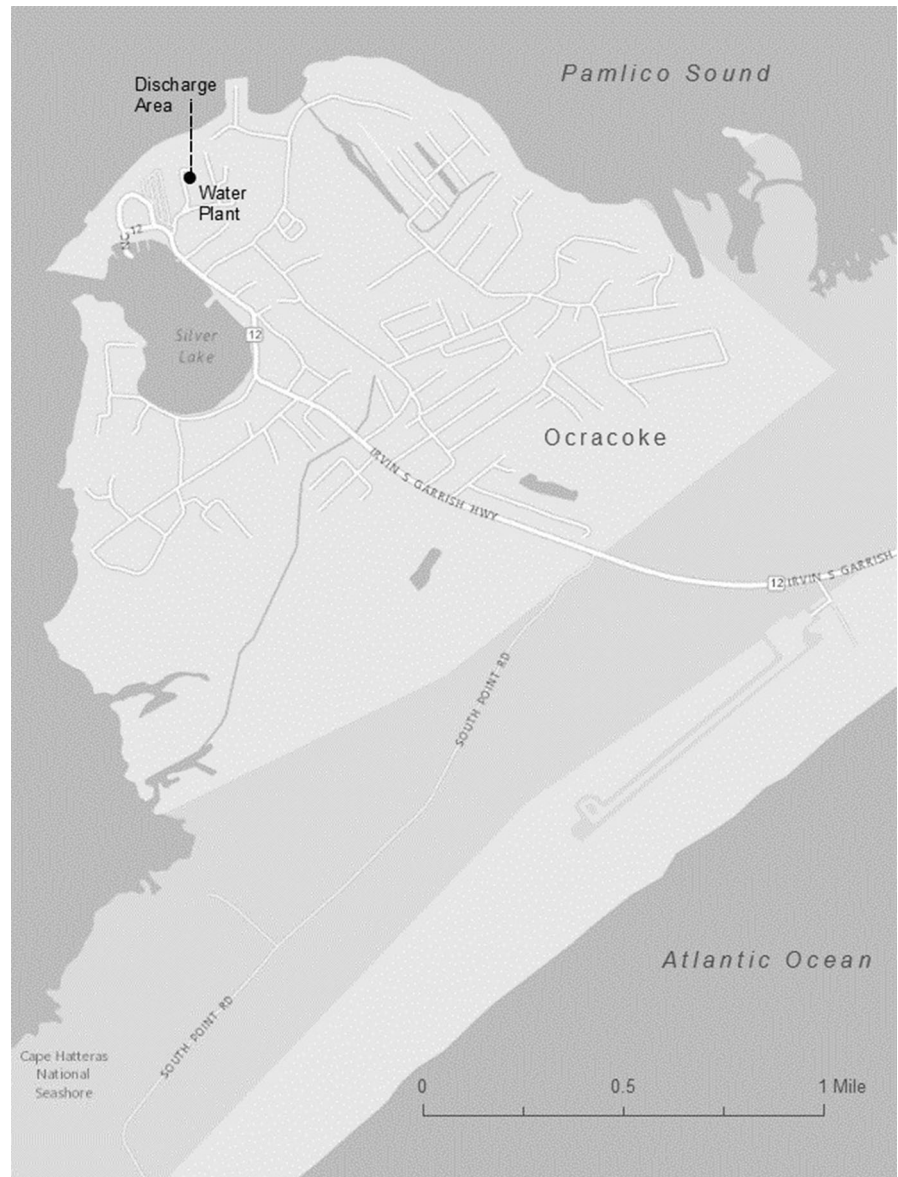 Pamlico Sound
Discharge
Area
Water
Plant
12
NC
Silver
Lake
12
Ocracoke
IRVIN S GARRISH HWY
12
IRVIN S GARRISH
SOUTH POINT RD
Atlantic Ocean
SOUTH POINT RD
Cape Hatteras
National
Seashore
0 0.5 1 Mile